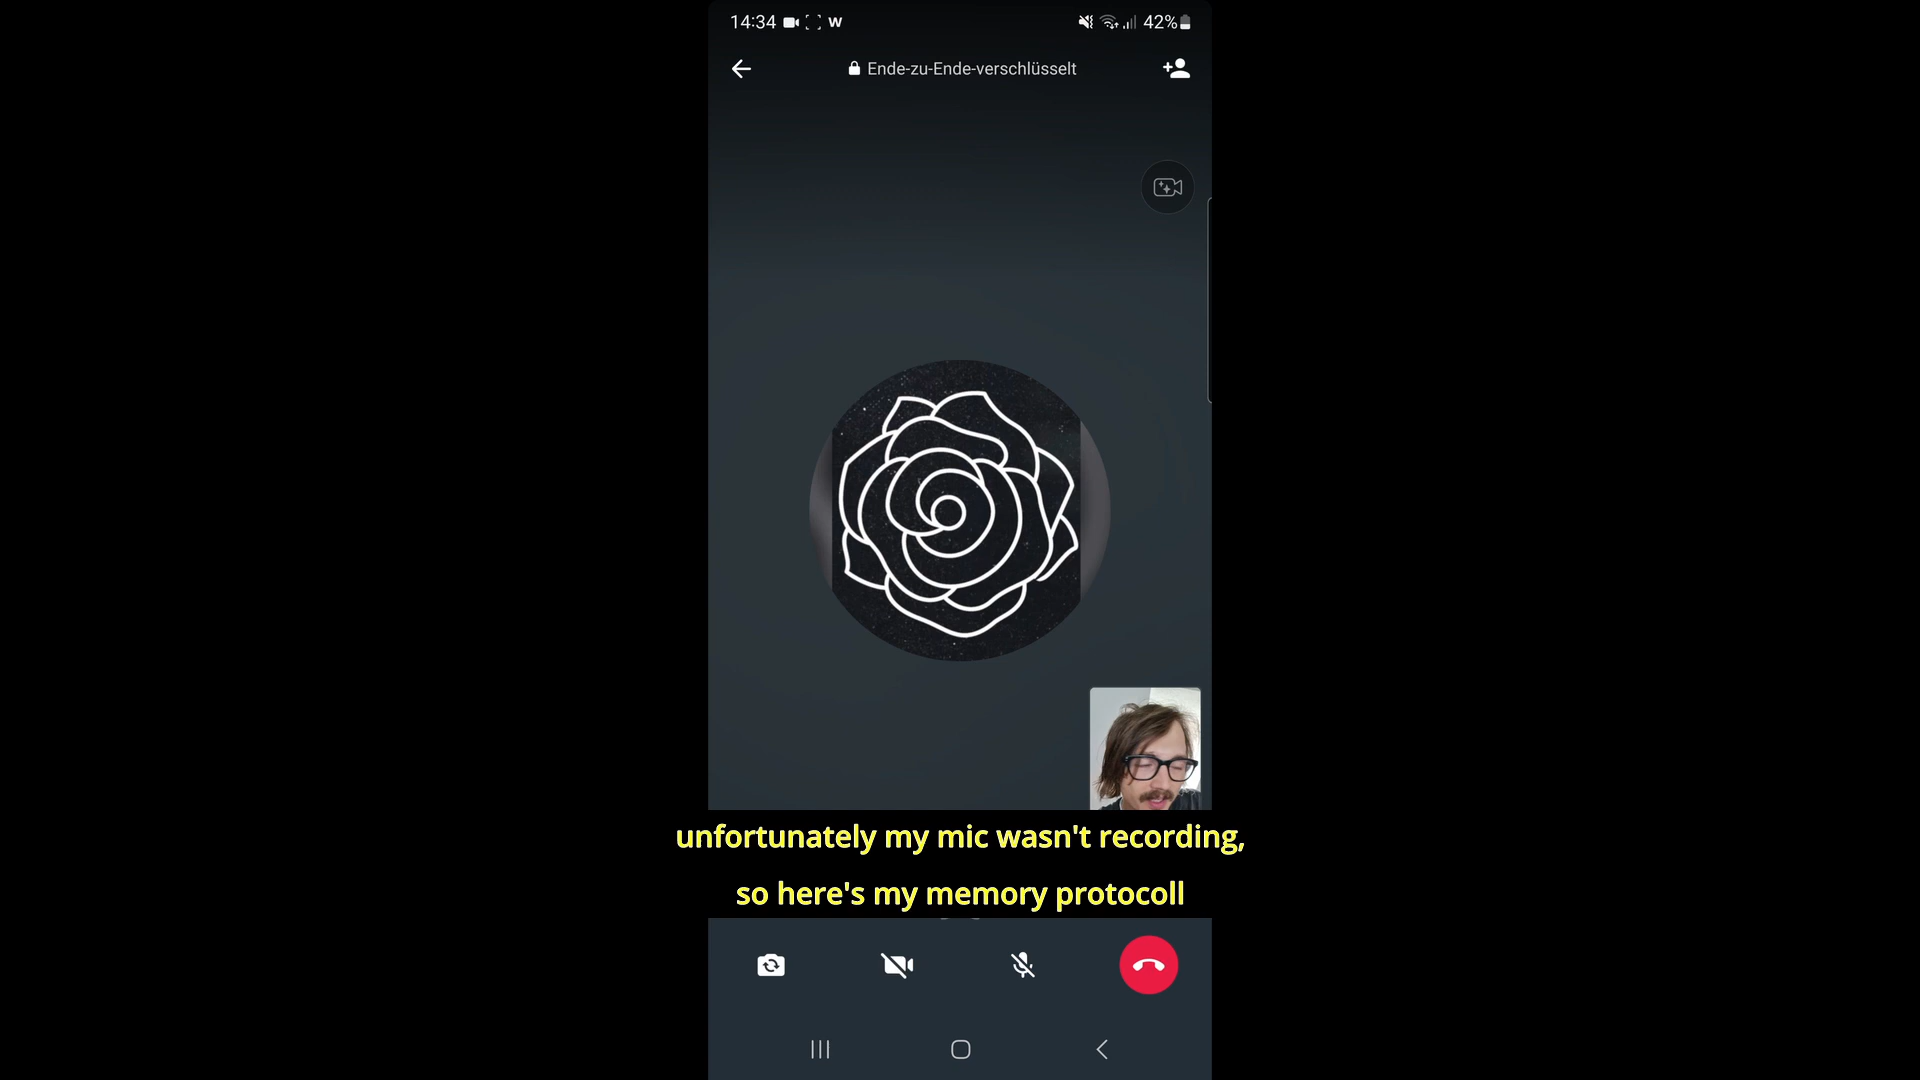 14:34 W 42%
Ende-zu-Ende-verschlüsselt
unfortunately my mic wasn't recording,
so here's my memory protocoll